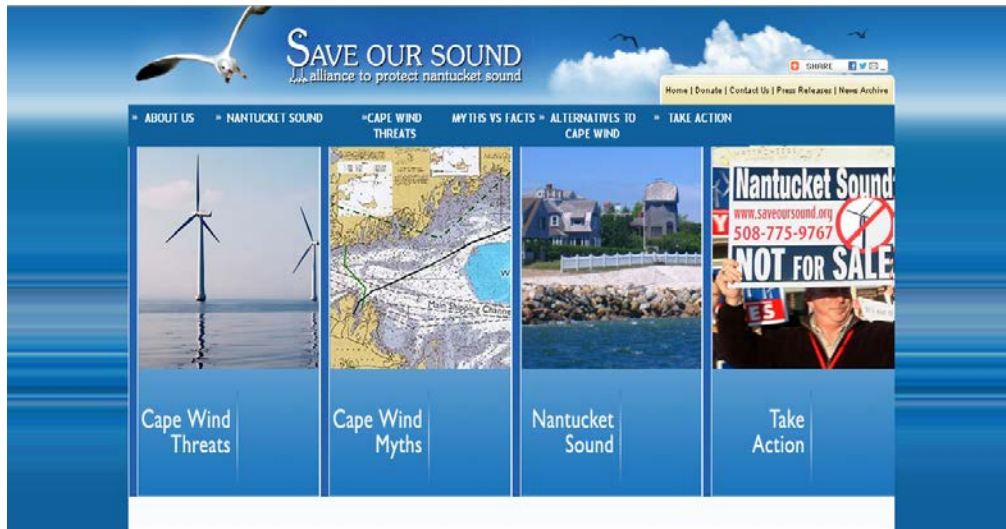 SAVE OUR SOUND
alliance to protect nantucket sound
SHARE
Home | Donate | Contact Us | Press Releases | News Archive
» ABOUT US » NANTUCKET SOUND »CAPE WIND THREATS MYTHS VS FACTS » ALTERNATIVES TO CAPE WIND » TAKE ACTION
Main Shipping Channel
W
Nantucket Sound
www.saveoursound.org
508-775-9767
NOT FOR SALE
ES
Cape Wind
Threats
Cape Wind
Myths
Nantucket
Sound
Take
Action